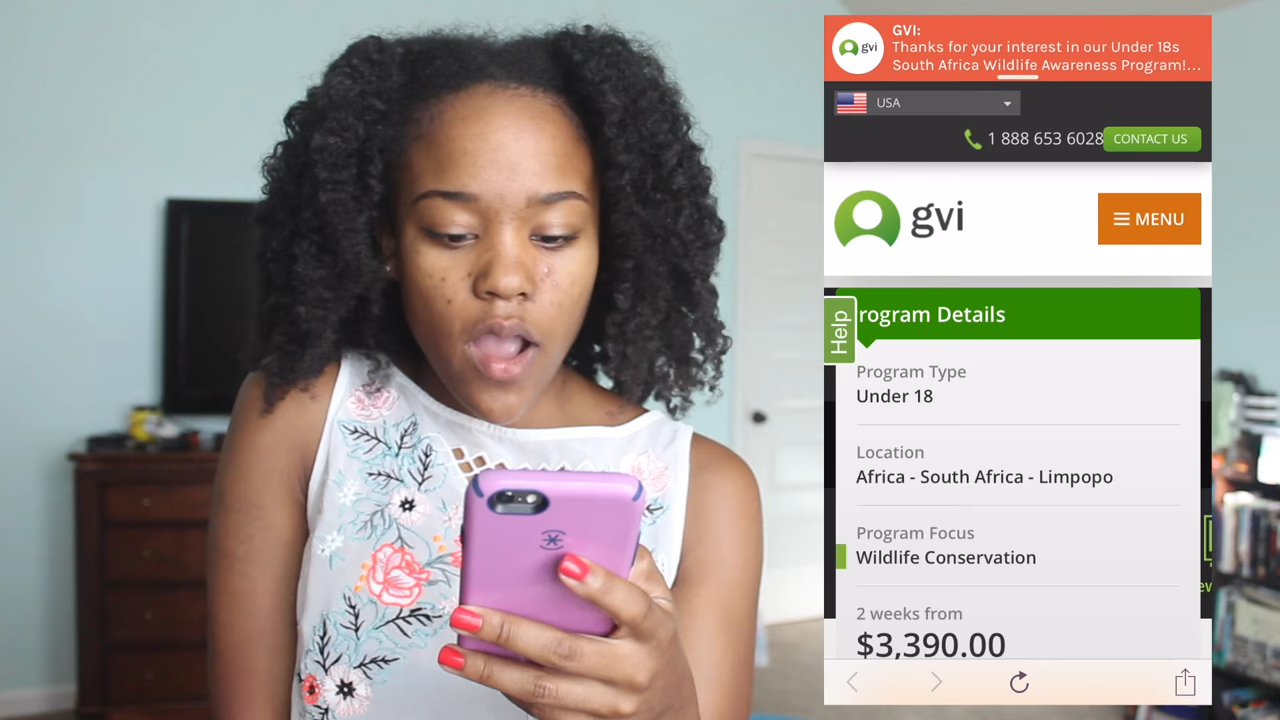 GVI:
Thanks for your interest in our Under 18s
South Africa Wildlife Awareness Program!...
gvi
USA
1 888 653 6028
CONTACT US
gvi
MENU
Help
rogram Details
Program Type
Under 18
Location
Africa - South Africa - Limpopo
Program Focus
Wildlife Conservation
2 weeks from
$3,390.00